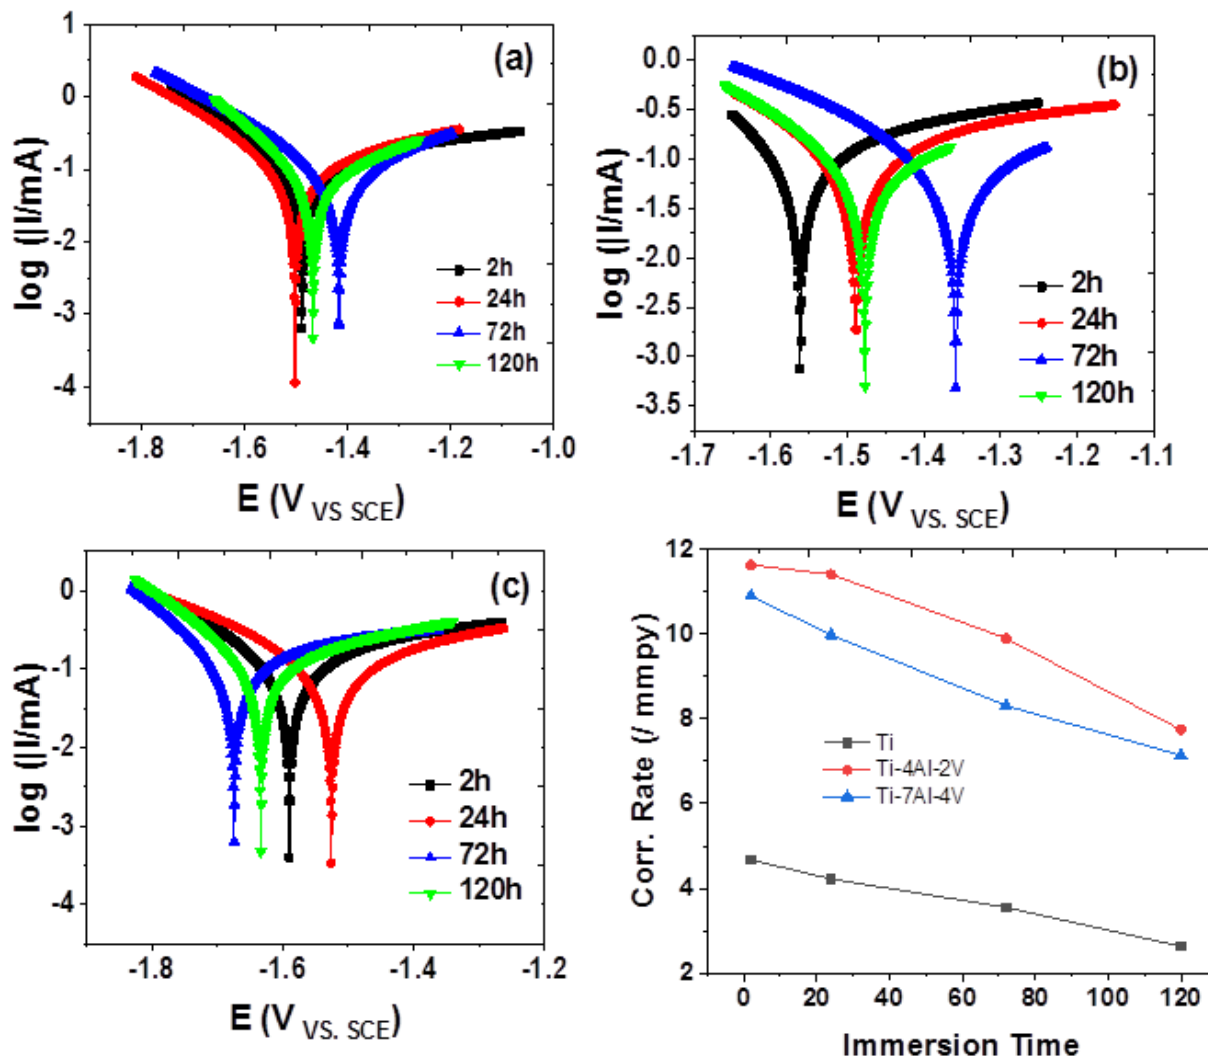 (a)
1
0
-1
-2
-3
-4
log (|I/mA)
2h
24h
72h
120h
-1.8
-1.6
-1.4
-1.2
-1.0
E (V VS SCE)
(b)
0.0
-0.5
-1.0
-1.5
-2.0
-2.5
-3.0
-3.5
log (|I/mA)
2h
24h
72h
120h
-1.7
-1.6
-1.5
-1.4
-1.3
-1.2
-1.1
E (V VS. SCE)
(c)
0
-1
-2
-3
-4
log (|I/mA)
2h
24h
72h
120h
-1.8
-1.6
-1.4
-1.2
E (V VS. SCE)
12
10
8
6
4
2
Corr. Rate (/ mmpy)
Ti
Ti-4Al-2V
Ti-7Al-4V
0
20
40
60
80
100
120
Immersion Time